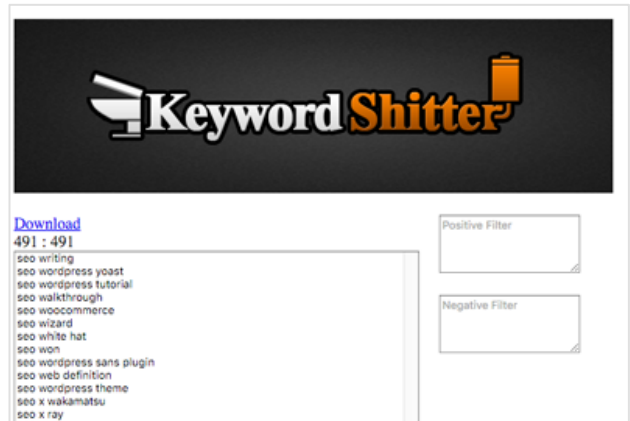 Keyword Shitter
Download
491 : 491
Positive Filter
seo writing
seo wordpress yoast
seo wordpress tutorial
seo walkthrough
seo woocommerce
seo wizard
seo white hat
seo won
seo wordpress sans plugin
seo web definition
seo wordpress theme
seo x wakamatsu
seo x ray
Negative Filter